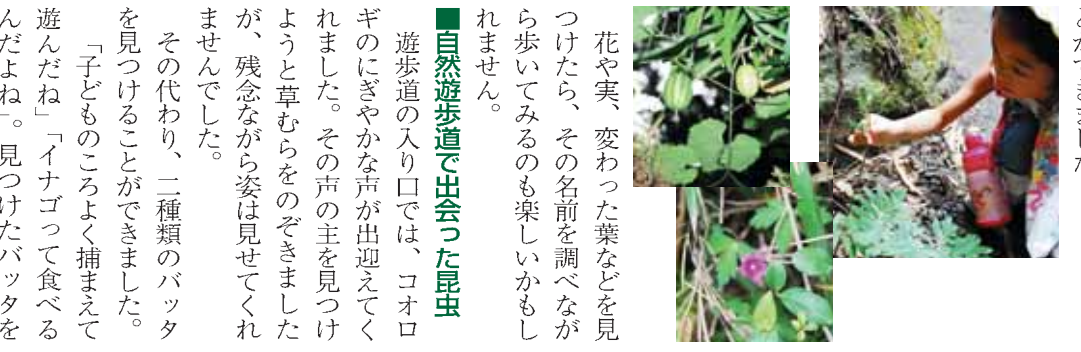 みができました
花や実、変わった葉などを見
つけたら、その名前を調べなが
ら歩いてみるのも楽しいかもし
れません。
■自然遊歩道で出会った昆虫
遊歩道の入り口では、コオロ
ギのにぎやかな声が出迎えてく
れました。その声の主を見つけ
ようと草むらをのぞきました
が、残念ながら姿は見せてくれ
ませんでした。
その代わり、二種類のバッタ
を見つけることができました。
「子どものころよく捕まえて
遊んだね」「イナゴって食べる
んだよね」。見つけたバッタを